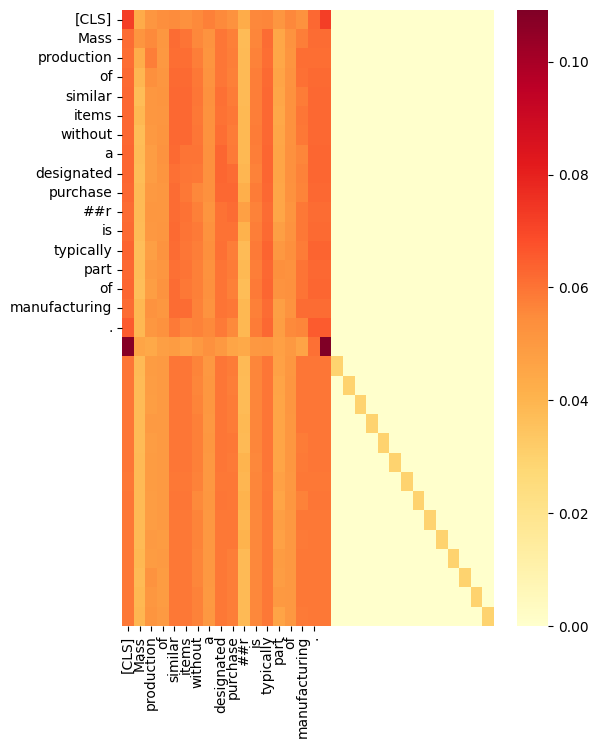 [CLS]
Mass
production
of
similar
items
without
a
designated
purchase
##r
is
typically
part
of
manufacturing
.
0.10
0.08
0.06
0.04
0.02
0.00
[CLS]
Mass
production
of
similar
items
without
a
designated
purchase
##r
is
typically
part
of
manufacturing
.